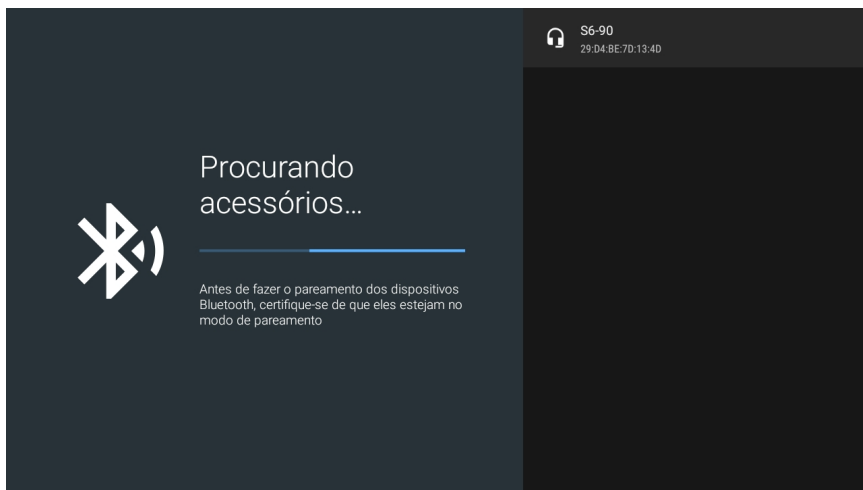 Procurando
acessórios...
Antes de fazer o pareamento dos dispositivos
Bluetooth, certifique-se de que eles estejam no
modo de pareamento
S6-90
29:D4:BE:7D:13:4D